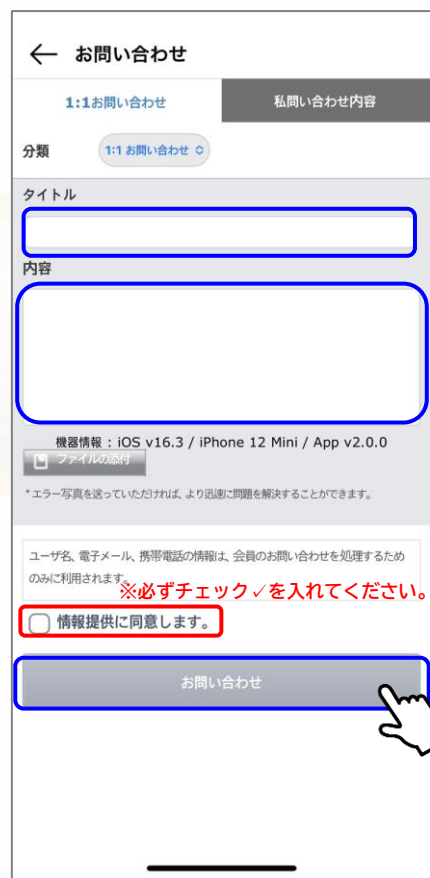 お問い合わせ
1:1お問い合わせ
私問い合わせ内容
分類
1:1 お問い合わせ
タイトル
内容
機器情報 : iOS v16.3 / iPhone 12 Mini / App v2.0.0
ファイルの添付
* エラー写真を送っていただければ、より迅速に問題を解決することができます。
ユーザ名, 電子メール, 携帯電話の情報は, 会員のお問い合わせを処理するため
のみに利用されます。
※必ずチェック✓を入れてください。
情報提供に同意します。
お問い合わせ